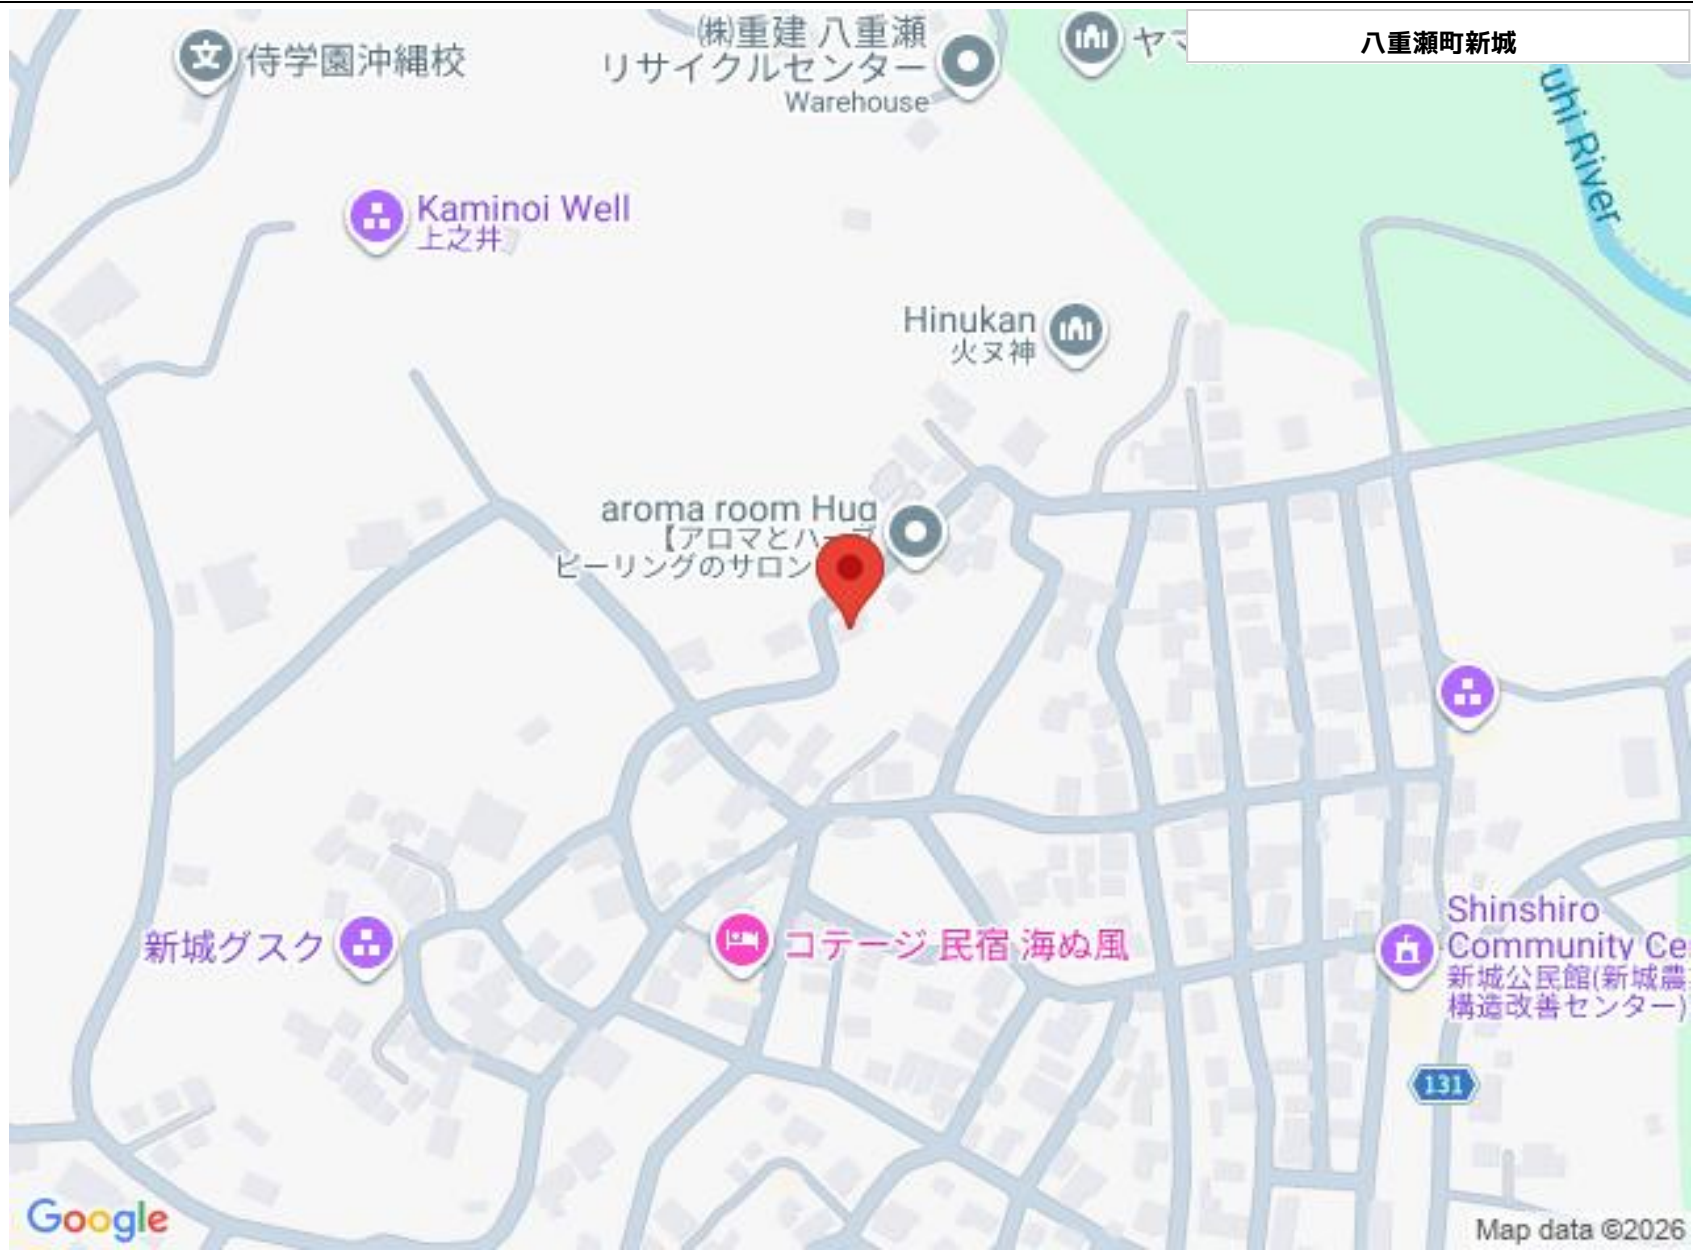 八重瀬町新城
㈱重建 八重瀬
リサイクルセンター
Warehouse
侍学園沖縄校
uhi River
Kaminoi Well
上之井
Hinukan
火ヌ神
aroma room Hug
【アロマとハーブ
ピーリングのサロン
新城グスク
コテージ 民宿 海ぬ風
Shinshiro
Community Ce
新城公民館(新城農
構造改善センター)
131
Google
Map data ©2026